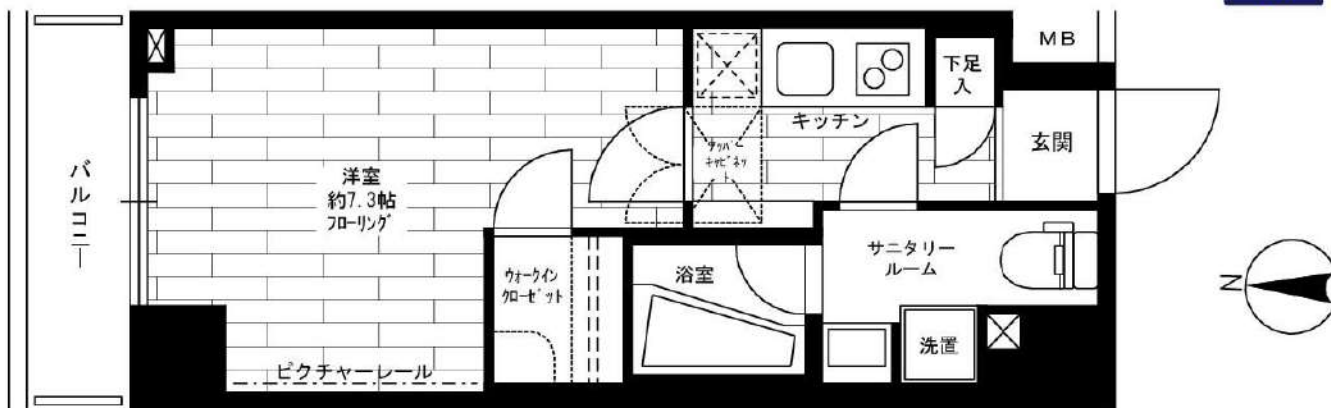 MB
下足
入
キッチン
玄関
アッパー
キャビネッ
ト
バルコニー
洋室
約7.3帖
フローリング
サニタリー
ルーム
ウォークイン
クローゼット
浴室
洗置
ピクチャーレール
N